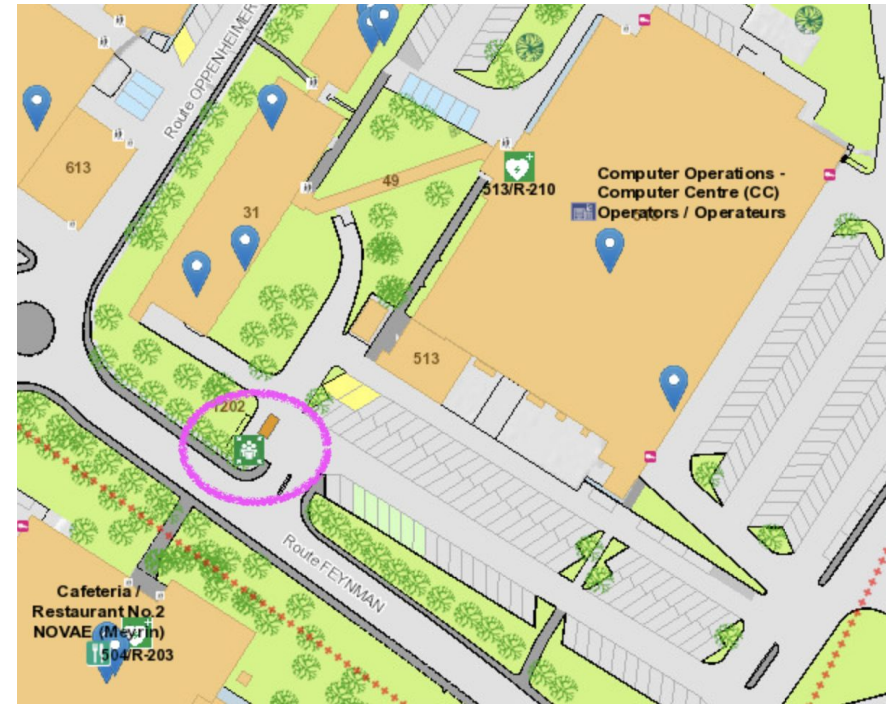 Route OPPENHEIMER
613
49
513/R-210
Computer Operations -
Computer Centre (CC)
Operators / Operateurs
31
513
1202
Route FEYNMAN
Cafeteria /
Restaurant No.2
NOVAE (Meyrin)
504/R-203